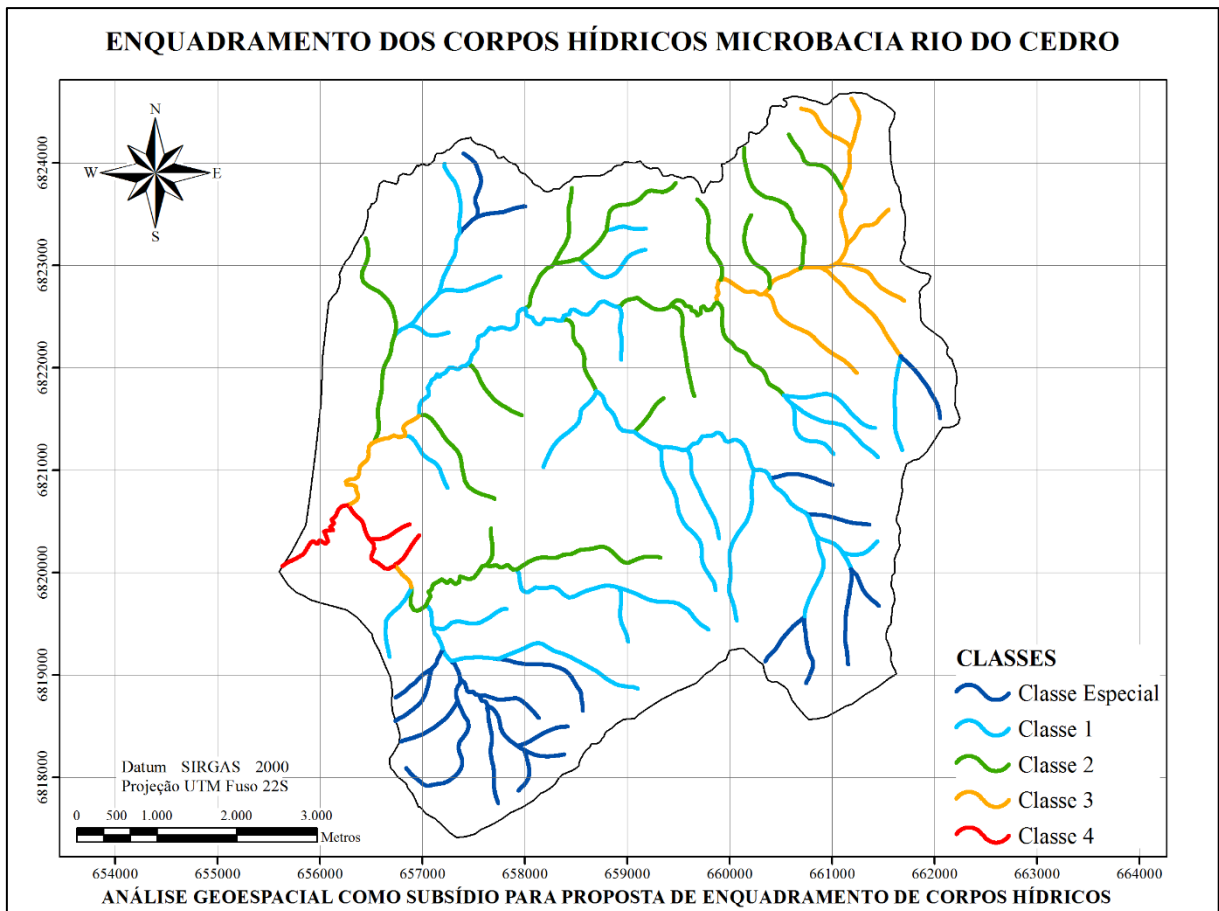 ENQUADRAMENTO DOS CORPOS HÍDRICOS MICROBACIA RIO DO CEDRO
N
W E
S
6824000
6823000
6822000
6821000
6820000
6819000
6818000
CLASSES
Classe Especial
Classe 1
Classe 2
Classe 3
Classe 4
Datum SIRGAS 2000
Projeção UTM Fuso 22S
0 500 1.000 2.000 3.000
Metros
654000 655000 656000 657000 658000 659000 660000 661000 662000 663000 664000
ANÁLISE GEOESPACIAL COMO SUBSÍDIO PARA PROPOSTA DE ENQUADRAMENTO DE CORPOS HÍDRICOS